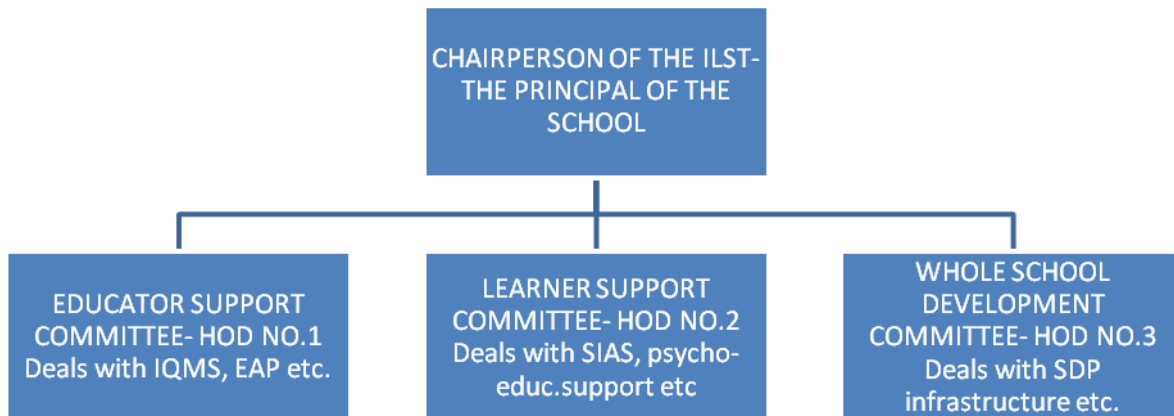 CHAIRPERSON OF THE ILST-
THE PRINCIPAL OF THE
SCHOOL
EDUCATOR SUPPORT
COMMITTEE- HOD NO.1
Deals with IQMS, EAP etc.
LEARNER SUPPORT
COMMITTEE- HOD NO.2
Deals with SIAS, psycho-
educ.support etc
WHOLE SCHOOL
DEVELOPMENT
COMMITTEE- HOD NO.3
Deals with SDP
infrastructure etc.